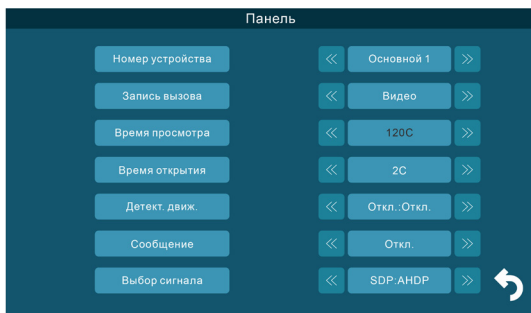 Панель
Номер устройства « Основной 1 »
Запись вызова « Видео »
Время просмотра « 120С »
Время открытия « 2С »
Детект. движ. « Откл.:Откл. »
Сообщение « Откл. »
Выбор сигнала « SDP:AHDP »